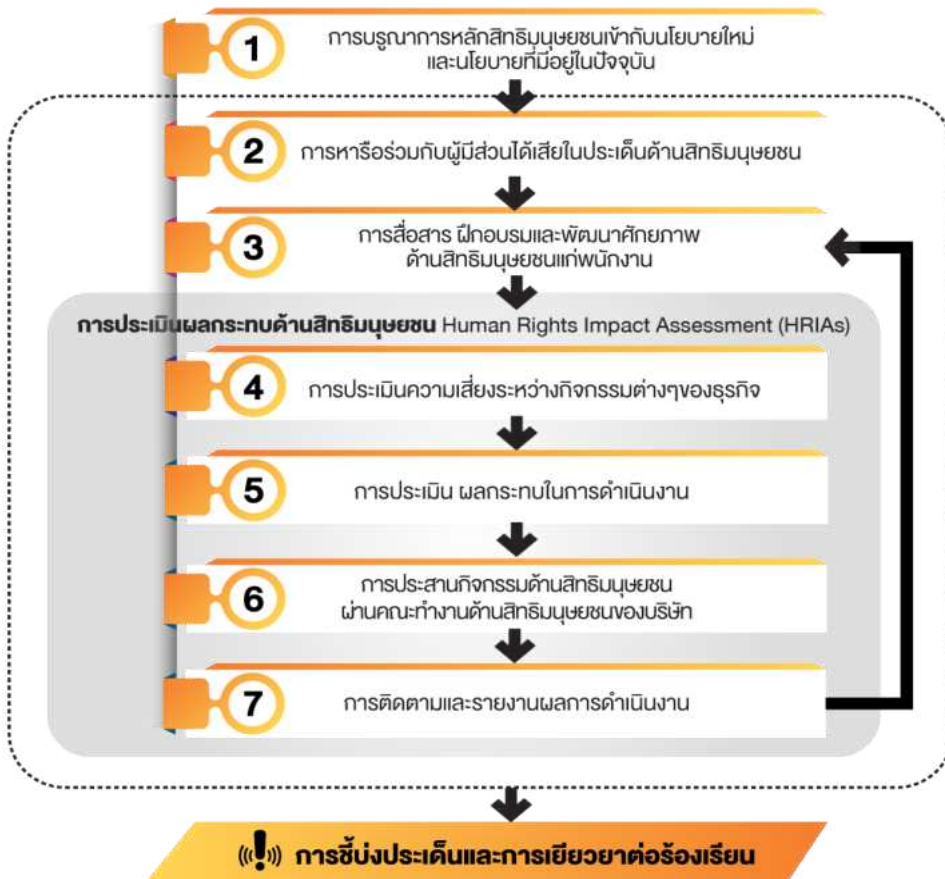 1
การบรูณาการหลักสิทธิมนุษยชนเข้ากับนโยบายใหม่
และนโยบายที่มีอยู่ในปัจจุบัน
2
การหารือร่วมกับผู้มีส่วนได้เสียในประเด็นด้านสิทธิมนุษยชน
3
การสื่อสาร ฝึกอบรมและพัฒนาศักยภาพ
ด้านสิทธิมนุษยชนแก่พนักงาน
การประเมินผลกระทบด้านสิทธิมนุษยชน Human Rights Impact Assessment (HRIAs)
4
การประเมินความเสี่ยงระหว่างกิจกรรมต่างๆของธุรกิจ
5
การประเมิน ผลกระทบในการดำเนินงาน
6
การประสานกิจกรรมด้านสิทธิมนุษยชน
ผ่านคณะทำงานด้านสิทธิมนุษยชนของบริษัท
7
การติดตามและรายงานผลการดำเนินงาน
การชี้บ่งประเด็นและการเยียวยาต่อร้องเรียน